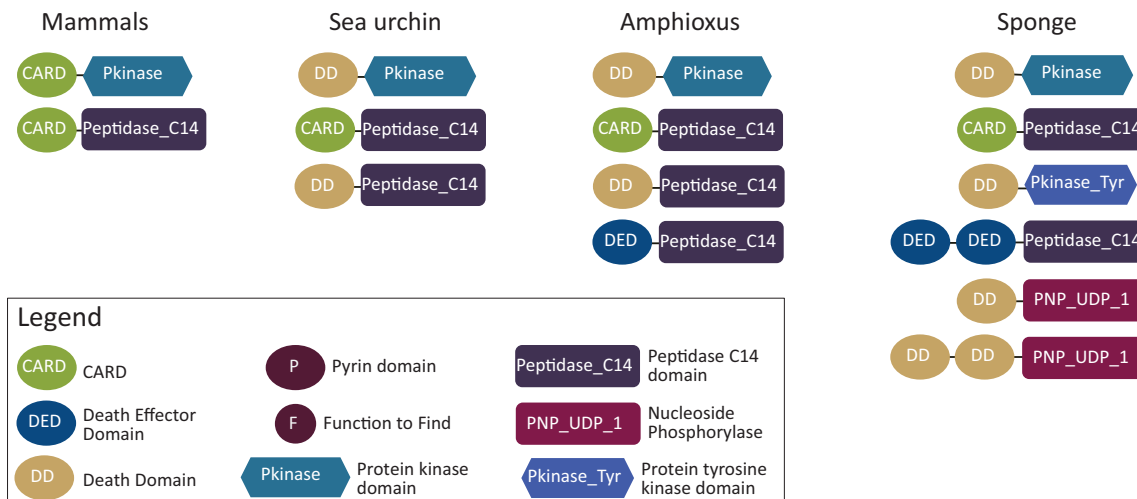 Mammals
CARD Pkinase
CARD Peptidase_C14
Sea urchin
DD Pkinase
CARD Peptidase_C14
DD Peptidase_C14
Amphioxus
DD Pkinase
CARD Peptidase_C14
DD Peptidase_C14
DED Peptidase_C14
Sponge
DD Pkinase
CARD Peptidase_C14
DD Pkinase_Tyr
DED DED Peptidase_C14
DD PNP_UDP_1
DD DD PNP_UDP_1
Legend
CARD CARD
DED Death Effector
Domain
DD Death Domain
P Pyrin domain
F Function to Find
Pkinase Protein kinase
domain
Peptidase_C14 Peptidase C14
domain
PNP_UDP_1 Nucleoside
Phosphorylase
Pkinase_Tyr Protein tyrosine
kinase domain